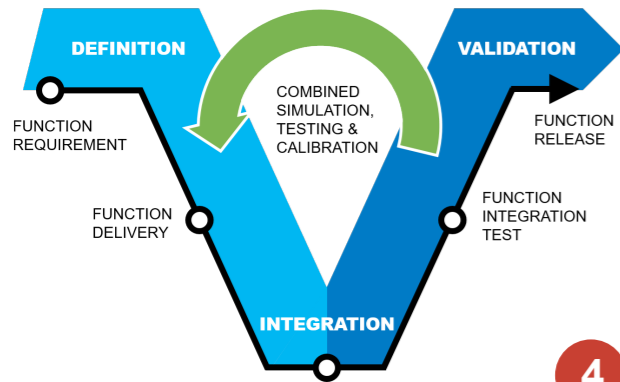 DEFINITION
VALIDATION
COMBINED
SIMULATION,
TESTING &
CALIBRATION
FUNCTION
REQUIREMENT
FUNCTION
RELEASE
FUNCTION
DELIVERY
FUNCTION
INTEGRATION
TEST
INTEGRATION
4